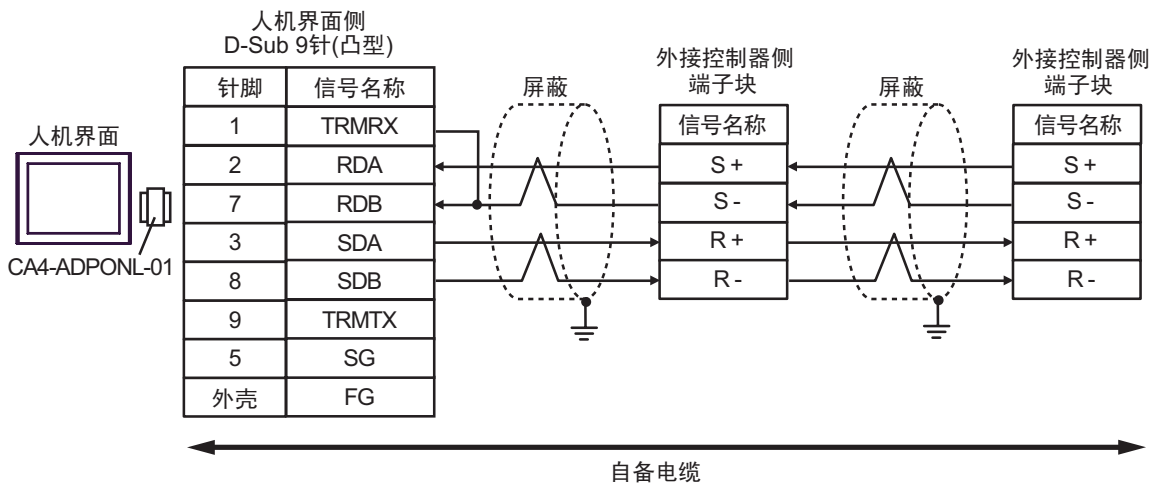 人机界面侧
D-Sub 9针(凸型)
针脚 信号名称
1 TRMRX
2 RDA
7 RDB
3 SDA
8 SDB
9 TRMTX
5 SG
外壳 FG
人机界面
CA4-ADPONL-01
屏蔽
外接控制器侧
端子块
信号名称
S+
S-
R+
R-
屏蔽
外接控制器侧
端子块
信号名称
S+
S-
R+
R-
自备电缆